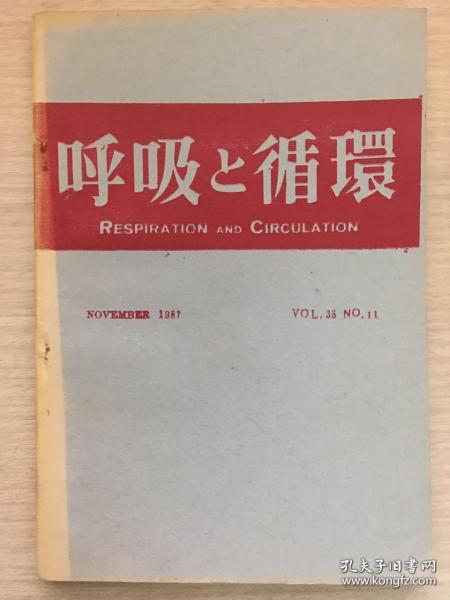 呼吸と循環
RESPIRATION AND CIRCULATION
NOVEMBER 1987 VOL. 35 NO. 11
孔夫子旧书网
www.kongfz.com